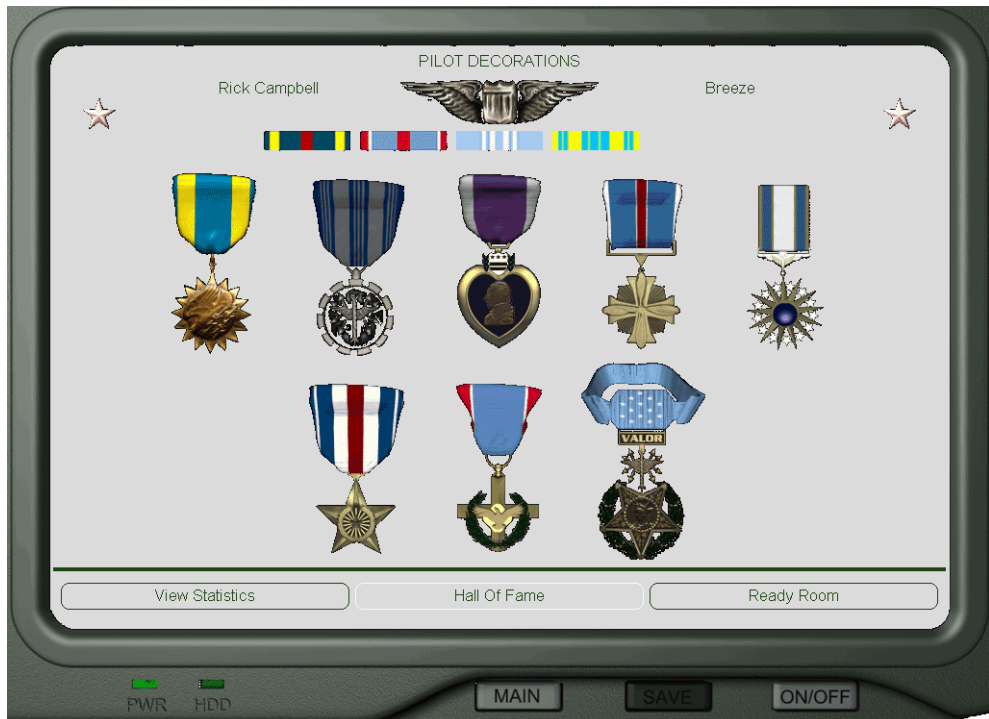 PILOT DECORATIONS
Rick Campbell
Breeze
VALOR
View Statistics
Hall Of Fame
Ready Room
PWR
HDD
MAIN
SAVE
ON/OFF